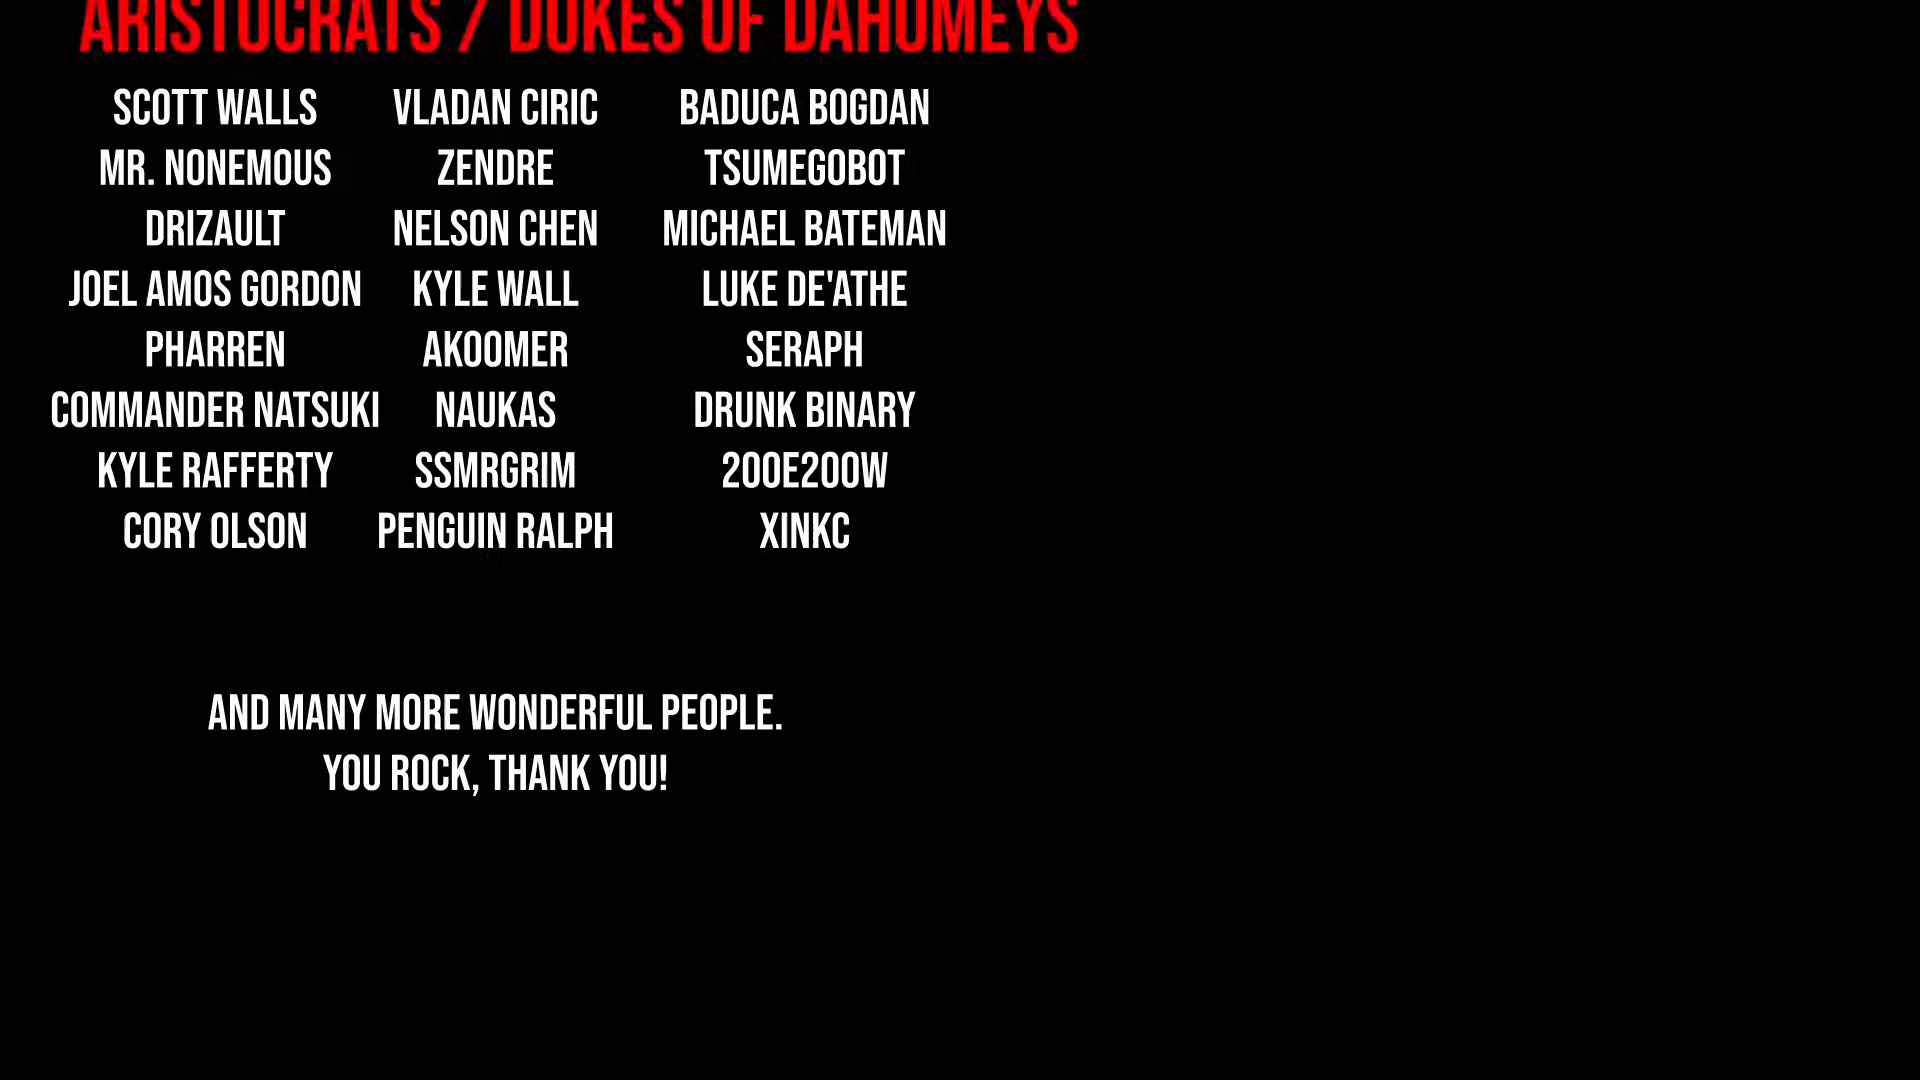 ARISTOCRATS / DUKES OF DAHOMEYS
SCOTT WALLS VLADAN CIRIC BADUCA BOGDAN
MR. NONEMOUS ZENDRE TSUMEGOBOT
DRIZAULT NELSON CHEN MICHAEL BATEMAN
JOEL AMOS GORDON KYLE WALL LUKE DE'ATHE
PHARREN AKOOMER SERAPH
COMMANDER NATSUKI NAUKAS DRUNK BINARY
KYLE RAFFERTY SSMRGRIM 200E200W
CORY OLSON PENGUIN RALPH XINKC
AND MANY MORE WONDERFUL PEOPLE.
YOU ROCK, THANK YOU!